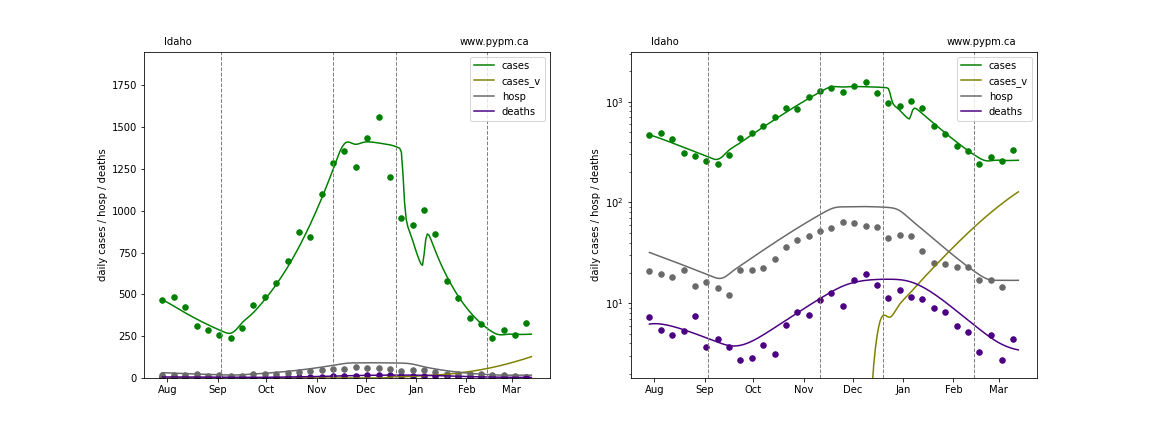 Idaho www.pypm.ca
cases
cases_v
hosp
deaths
daily cases / hosp / deaths
1750
1500
1250
1000
750
500
250
0
Aug Sep Oct Nov Dec Jan Feb Mar
Idaho www.pypm.ca
cases
cases_v
hosp
deaths
daily cases / hosp / deaths
10³
10²
10¹
Aug Sep Oct Nov Dec Jan Feb Mar